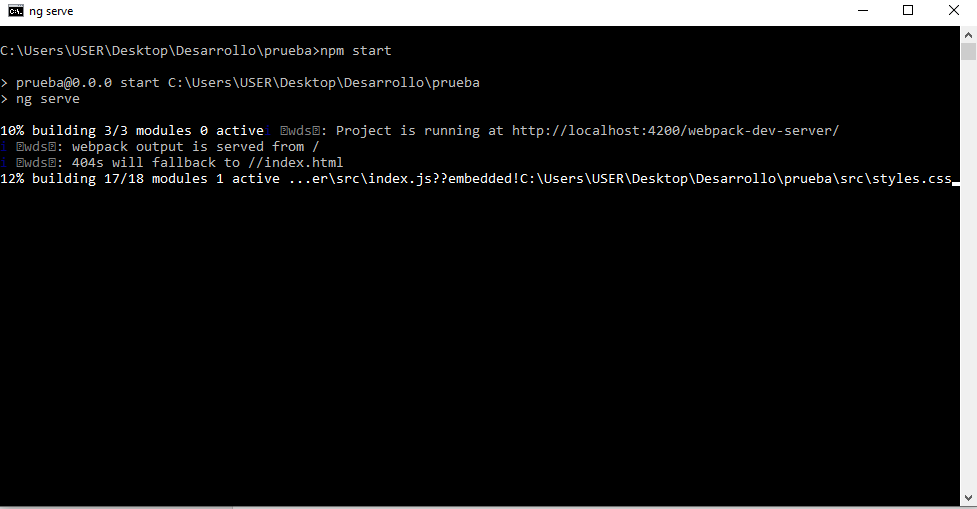 ng serve
C:\Users\USER\Desktop\Desarrollo\prueba>npm start
> prueba@0.0.0 start C:\Users\USER\Desktop\Desarrollo\prueba
> ng serve
10% building 3/3 modules 0 activei 「wds」: Project is running at http://localhost:4200/webpack-dev-server/
i 「wds」: webpack output is served from /
i 「wds」: 404s will fallback to //index.html
12% building 17/18 modules 1 active ...er\src\index.js??embedded!C:\Users\USER\Desktop\Desarrollo\prueba\src\styles.css